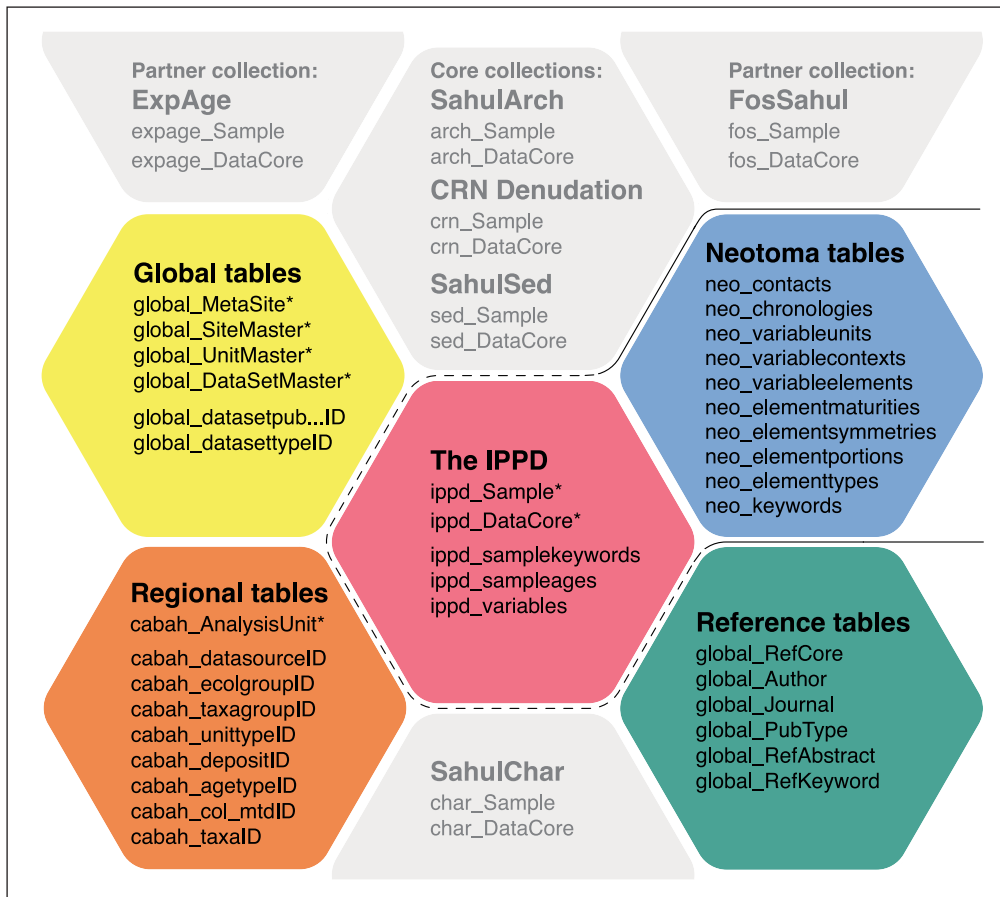 Partner collection:
ExpAge
expage_Sample
expage_DataCore
Core collections:
SahulArch
arch_Sample
arch_DataCore
CRN Denudation
crn_Sample
crn_DataCore
SahulSed
sed_Sample
sed_DataCore
Partner collection:
FosSahul
fos_Sample
fos_DataCore
Global tables
global_MetaSite*
global_SiteMaster*
global_UnitMaster*
global_DataSetMaster*
global_datasetpub...ID
global_datasettypeID
Neotoma tables
neo_contacts
neo_chronologies
neo_variableunits
neo_variablecontexts
neo_variableelements
neo_elementmaturities
neo_elementsymmetries
neo_elementportions
neo_elementtypes
neo_keywords
The IPPD
ippd_Sample*
ippd_DataCore*
ippd_samplekeywords
ippd_sampleages
ippd_variables
Regional tables
cabah_AnalysisUnit*
cabah_datasourceID
cabah_ecolgroupID
cabah_taxagroupID
cabah_unittypeID
cabah_depositID
cabah_agetypeID
cabah_col_mtdID
cabah_taxaID
Reference tables
global_RefCore
global_Author
global_Journal
global_PubType
global_RefAbstract
global_RefKeyword
SahulChar
char_Sample
char_DataCore